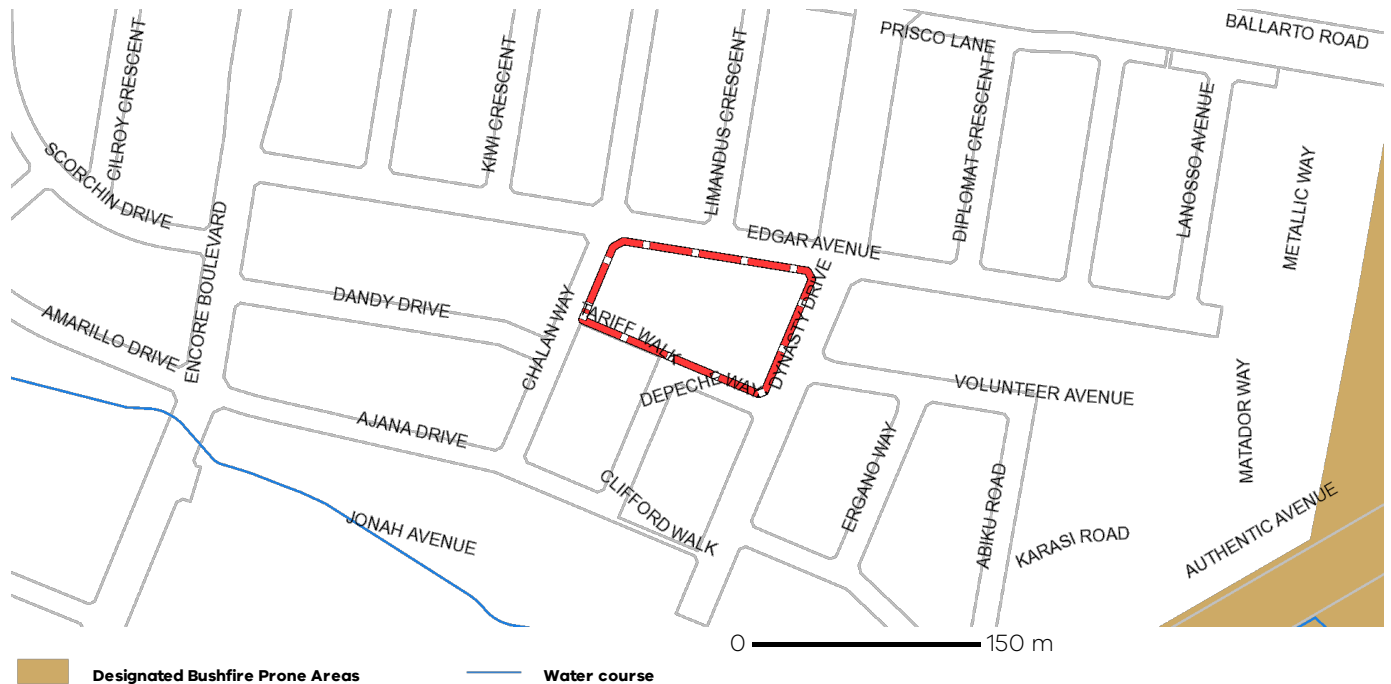 BALLARTO ROAD
PRISCO LANE
CILROY CRESCENT
KIWI CRESCENT
LIMANDUS CRESCENT
DIPLOMAT CRESCENT
LANOSSO AVENUE
METALLIC WAY
SCORCHIN DRIVE
ENCORE BOULEVARD
EDGAR AVENUE
DANDY DRIVE
CHALAN WAY
TARIFF WALK
DYNASTY DRIVE
AMARILLO DRIVE
DEPECHE WAY
VOLUNTEER AVENUE
MATADOR WAY
AJANA DRIVE
ERGANO WAY
CLIFFORD WALK
ABIKU ROAD
JONAH AVENUE
KARASI ROAD
AUTHENTIC AVENUE
0 150 m
Designated Bushfire Prone Areas
Water course